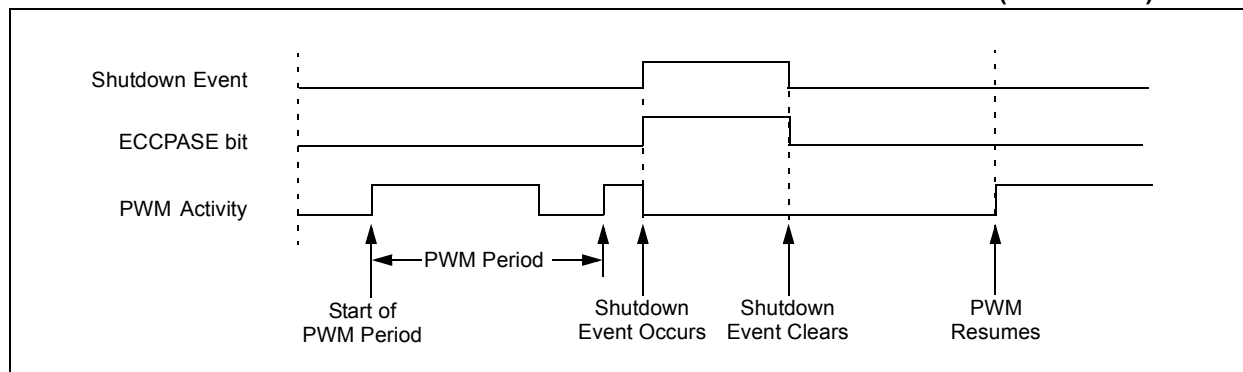 Shutdown Event
ECCPASE bit
PWM Activity
PWM Period
Start of
PWM Period
Shutdown
Event Occurs
Shutdown
Event Clears
PWM
Resumes